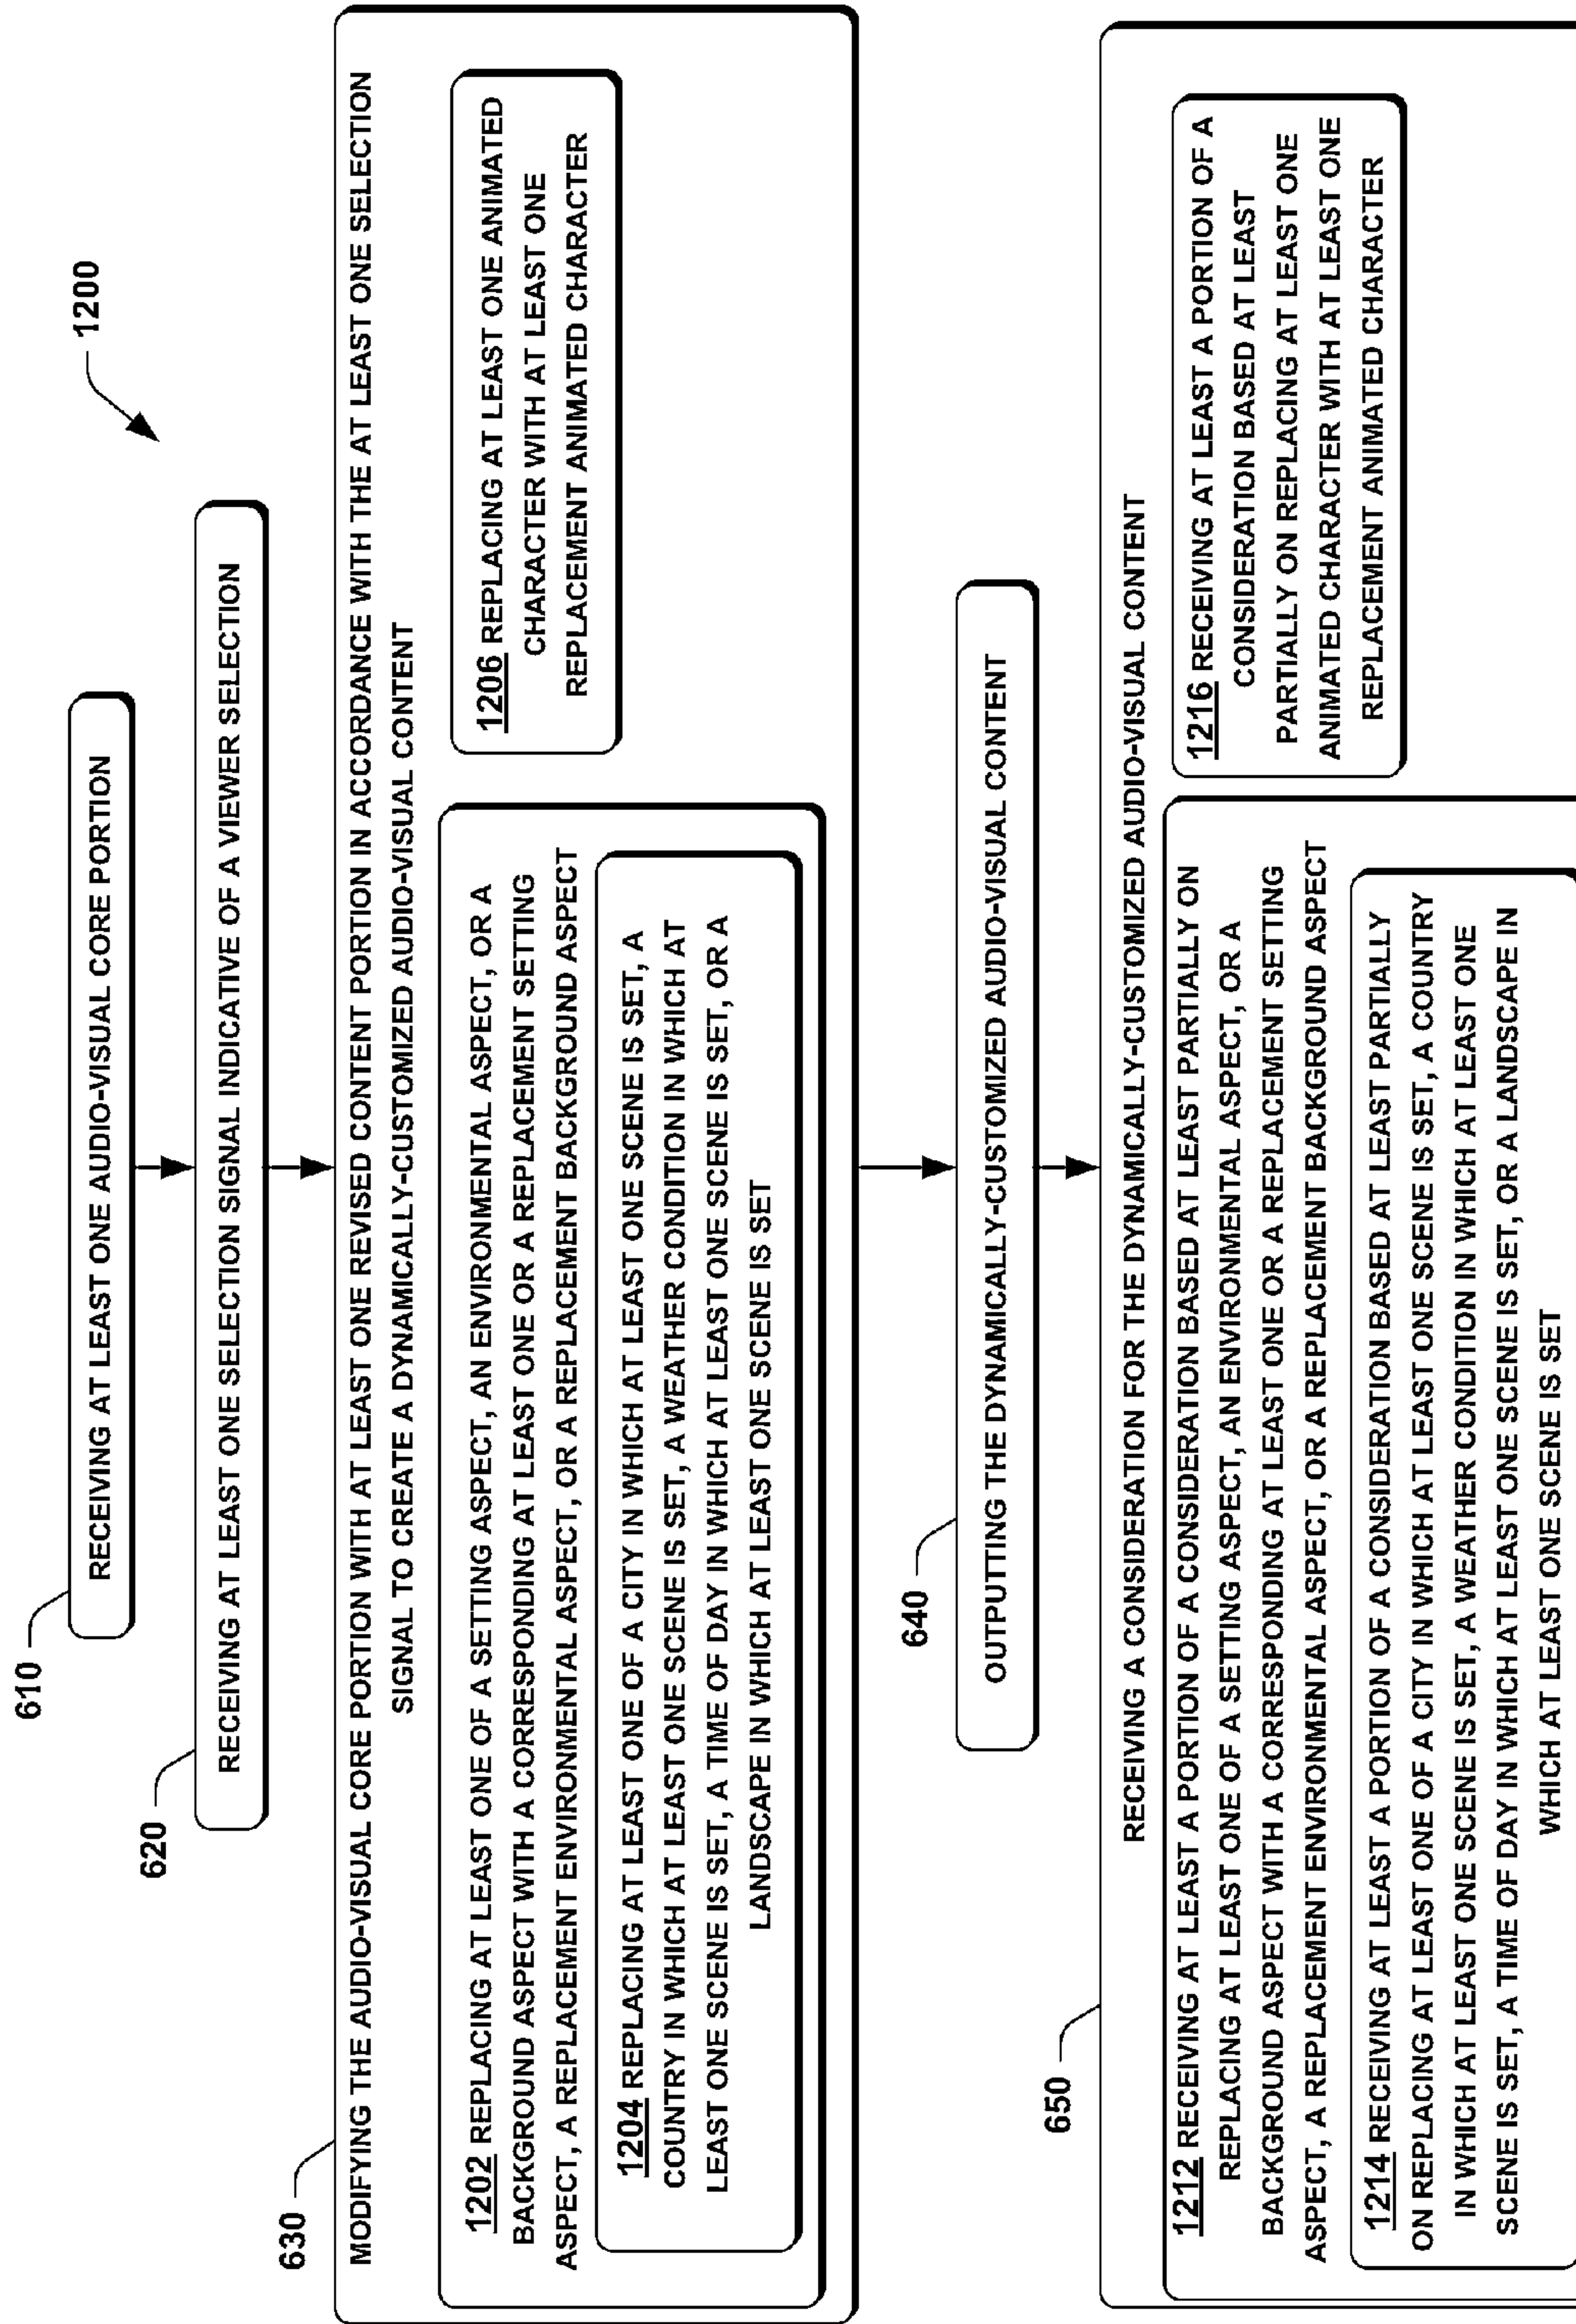 1200
610
RECEIVING AT LEAST ONE AUDIO-VISUAL CORE PORTION
620
RECEIVING AT LEAST ONE SELECTION SIGNAL INDICATIVE OF A VIEWER SELECTION
630
MODIFYING THE AUDIO-VISUAL CORE PORTION WITH AT LEAST ONE REVISED CONTENT PORTION IN ACCORDANCE WITH THE AT LEAST ONE SELECTION
SIGNAL TO CREATE A DYNAMICALLY-CUSTOMIZED AUDIO-VISUAL CONTENT
1202 REPLACING AT LEAST ONE OF A SETTING ASPECT, AN ENVIRONMENTAL ASPECT, OR A
BACKGROUND ASPECT WITH A CORRESPONDING AT LEAST ONE OR A REPLACEMENT SETTING
ASPECT, A REPLACEMENT ENVIRONMENTAL ASPECT, OR A REPLACEMENT BACKGROUND ASPECT
1204 REPLACING AT LEAST ONE OF A CITY IN WHICH AT LEAST ONE SCENE IS SET, A
COUNTRY IN WHICH AT LEAST ONE SCENE IS SET, A WEATHER CONDITION IN WHICH AT
LEAST ONE SCENE IS SET, A TIME OF DAY IN WHICH AT LEAST ONE SCENE IS SET, OR A
LANDSCAPE IN WHICH AT LEAST ONE SCENE IS SET
1206 REPLACING AT LEAST ONE ANIMATED
CHARACTER WITH AT LEAST ONE
REPLACEMENT ANIMATED CHARACTER
640
OUTPUTTING THE DYNAMICALLY-CUSTOMIZED AUDIO-VISUAL CONTENT
650
RECEIVING A CONSIDERATION FOR THE DYNAMICALLY-CUSTOMIZED AUDIO-VISUAL CONTENT
1212 RECEIVING AT LEAST A PORTION OF A CONSIDERATION BASED AT LEAST PARTIALLY ON
REPLACING AT LEAST ONE OF A SETTING ASPECT, AN ENVIRONMENTAL ASPECT, OR A
BACKGROUND ASPECT WITH A CORRESPONDING AT LEAST ONE OR A REPLACEMENT SETTING
ASPECT, A REPLACEMENT ENVIRONMENTAL ASPECT, OR A REPLACEMENT BACKGROUND ASPECT
1214 RECEIVING AT LEAST A PORTION OF A CONSIDERATION BASED AT LEAST PARTIALLY
ON REPLACING AT LEAST ONE OF A CITY IN WHICH AT LEAST ONE SCENE IS SET, A COUNTRY
IN WHICH AT LEAST ONE SCENE IS SET, A WEATHER CONDITION IN WHICH AT LEAST ONE
SCENE IS SET, A TIME OF DAY IN WHICH AT LEAST ONE SCENE IS SET, OR A LANDSCAPE IN
WHICH AT LEAST ONE SCENE IS SET
1216 RECEIVING AT LEAST A PORTION OF A
CONSIDERATION BASED AT LEAST
PARTIALLY ON REPLACING AT LEAST ONE
ANIMATED CHARACTER WITH AT LEAST ONE
REPLACEMENT ANIMATED CHARACTER